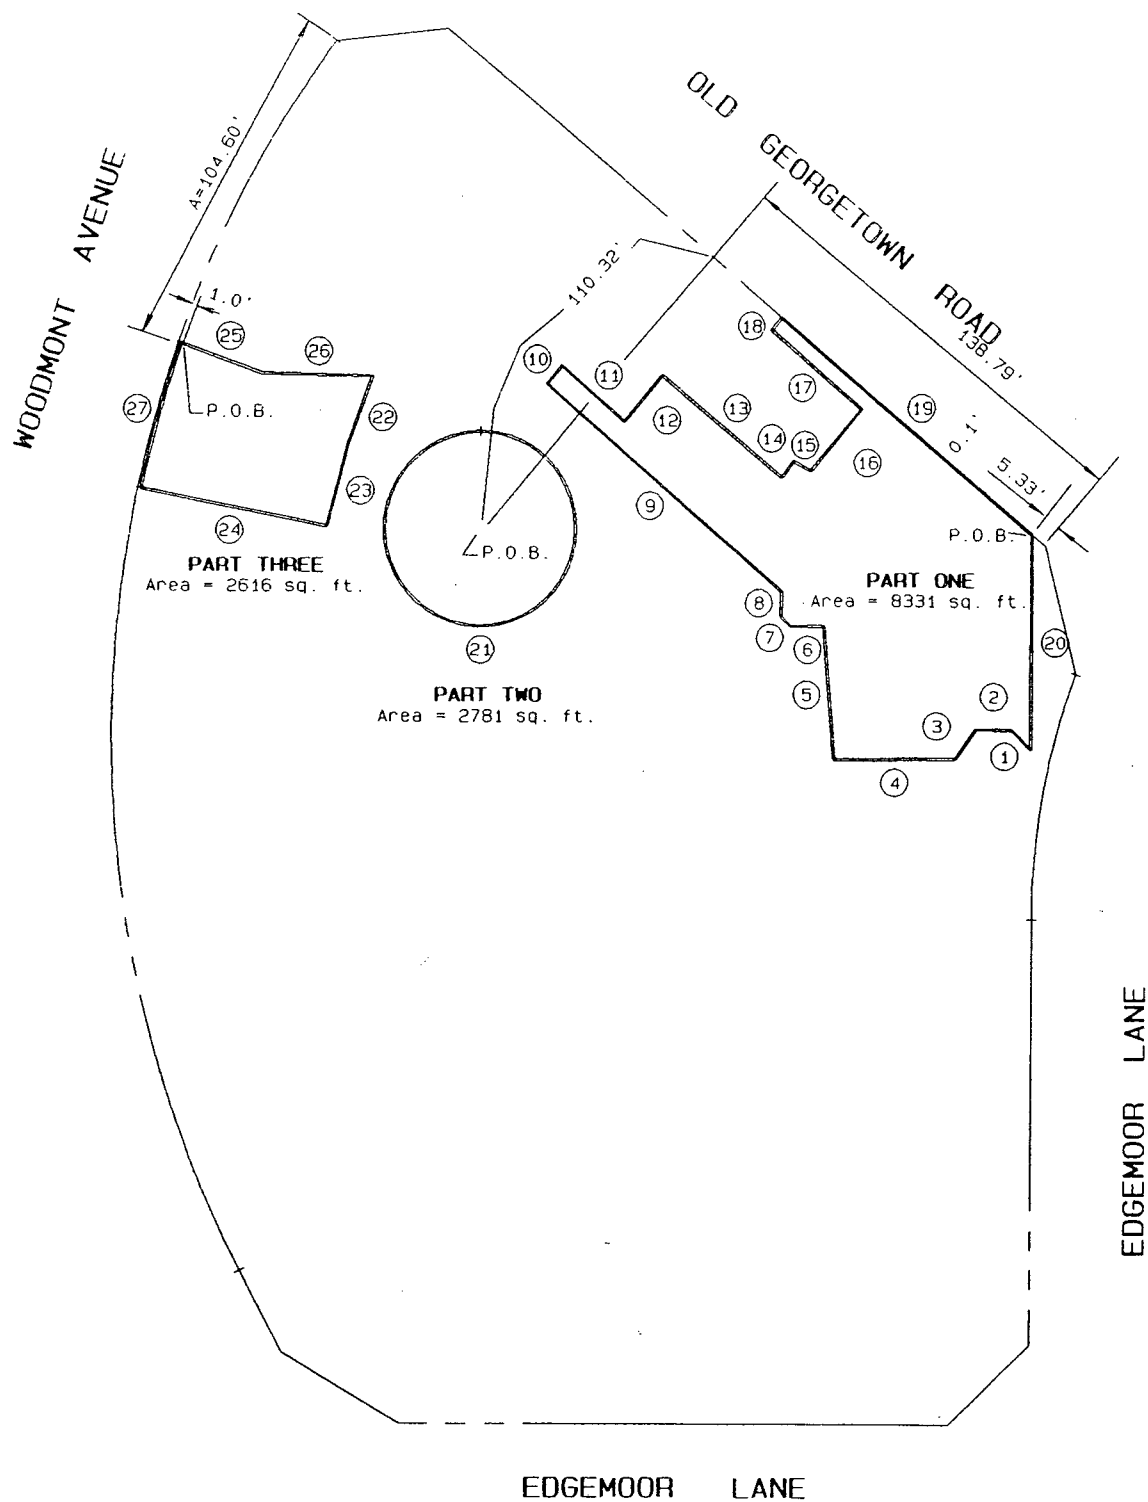 A=104.60'
WOODMONT AVENUE
OLD GEORGETOWN ROAD
110.32'
138.79'
1.0'
25
26
27
P.O.B.
22
23
24
PART THREE
Area = 2616 sq. ft.
10
11
12
13
14
15
16
17
18
19
0.1'
5.33'
P.O.B.
9
P.O.B.
PART ONE
Area = 8331 sq. ft.
8
7
6
5
20
21
PART TWO
Area = 2781 sq. ft.
2
3
1
4
EDGEMOOR LANE
EDGEMOOR LANE